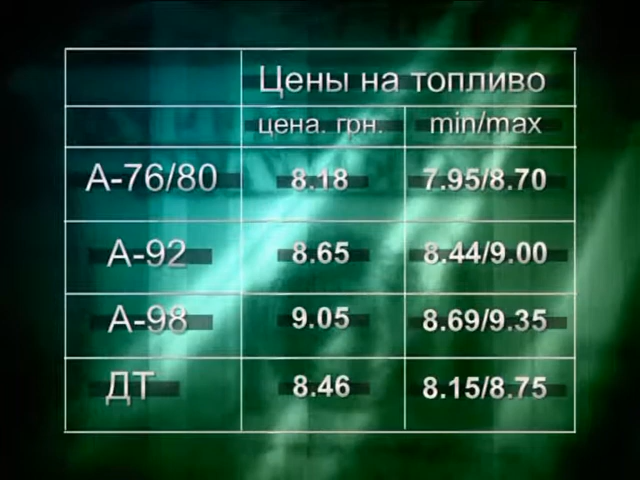 Цены на топливо
цена. грн. min/max
А-76/80 8.18 7.95/8.70
А-92 8.65 8.44/9.00
А-98 9.05 8.69/9.35
ДТ 8.46 8.15/8.75